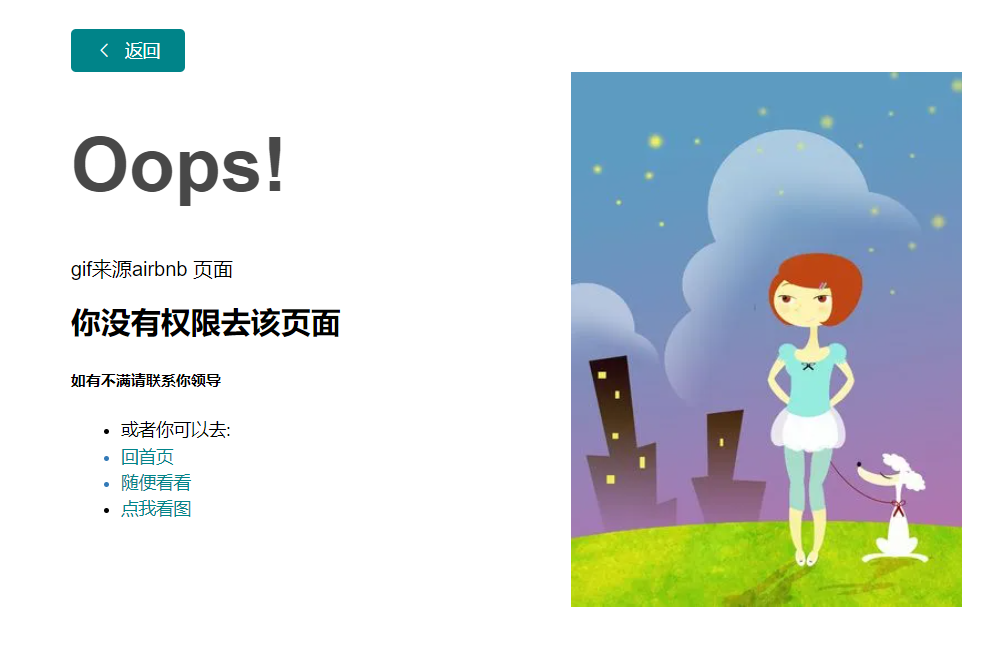 返回
Oops!
gif来源airbnb 页面
你没有权限去该页面
如有不满请联系你领导
或者你可以去:
回首页
随便看看
点我看图